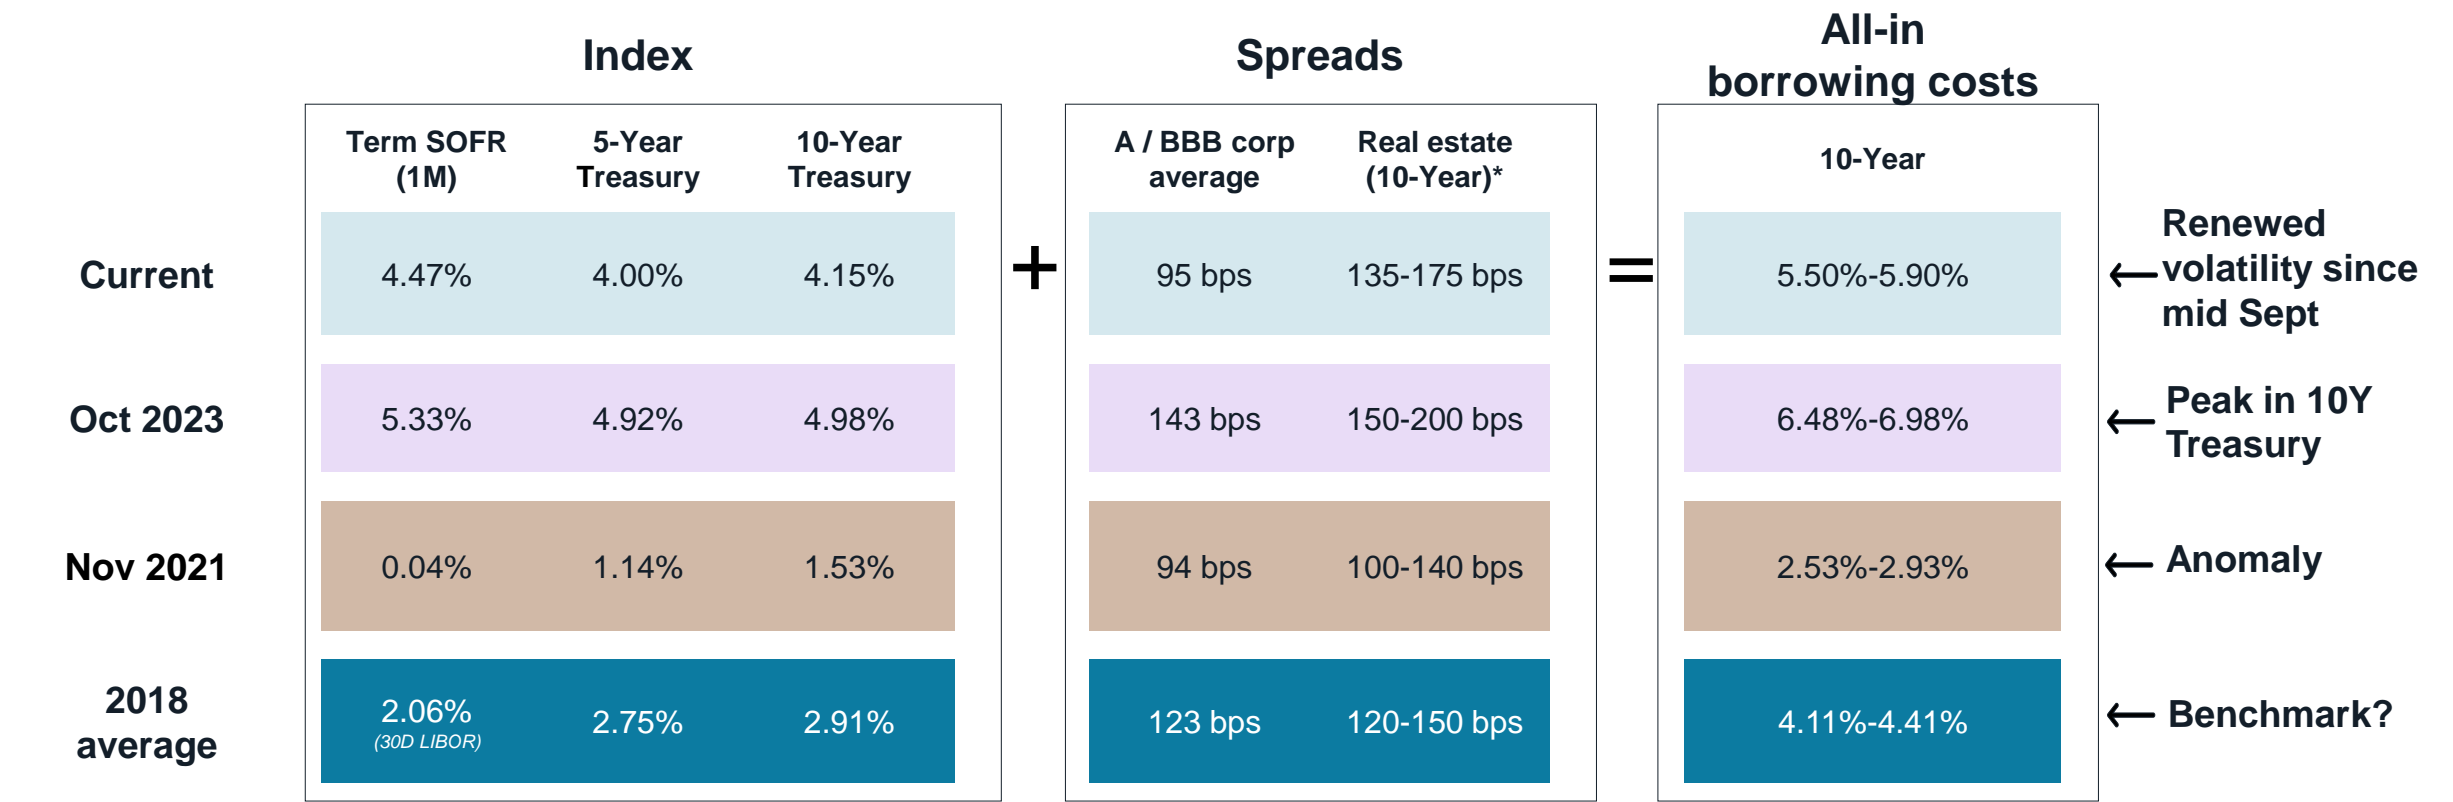 Index
Spreads
All-in
borrowing costs
Term SOFR
(1M)
5-Year
Treasury
10-Year
Treasury
A / BBB corp
average
Real estate
(10-Year)*
10-Year
Current
4.47%
4.00%
4.15%
+
95 bps
135-175 bps
=
5.50%-5.90%
←
Renewed
volatility since
mid Sept
Oct 2023
5.33%
4.92%
4.98%
143 bps
150-200 bps
6.48%-6.98%
←
Peak in 10Y
Treasury
Nov 2021
0.04%
1.14%
1.53%
94 bps
100-140 bps
2.53%-2.93%
←
Anomaly
2018
average
2.06%
(30D LIBOR)
2.75%
2.91%
123 bps
120-150 bps
4.11%-4.41%
←
Benchmark?